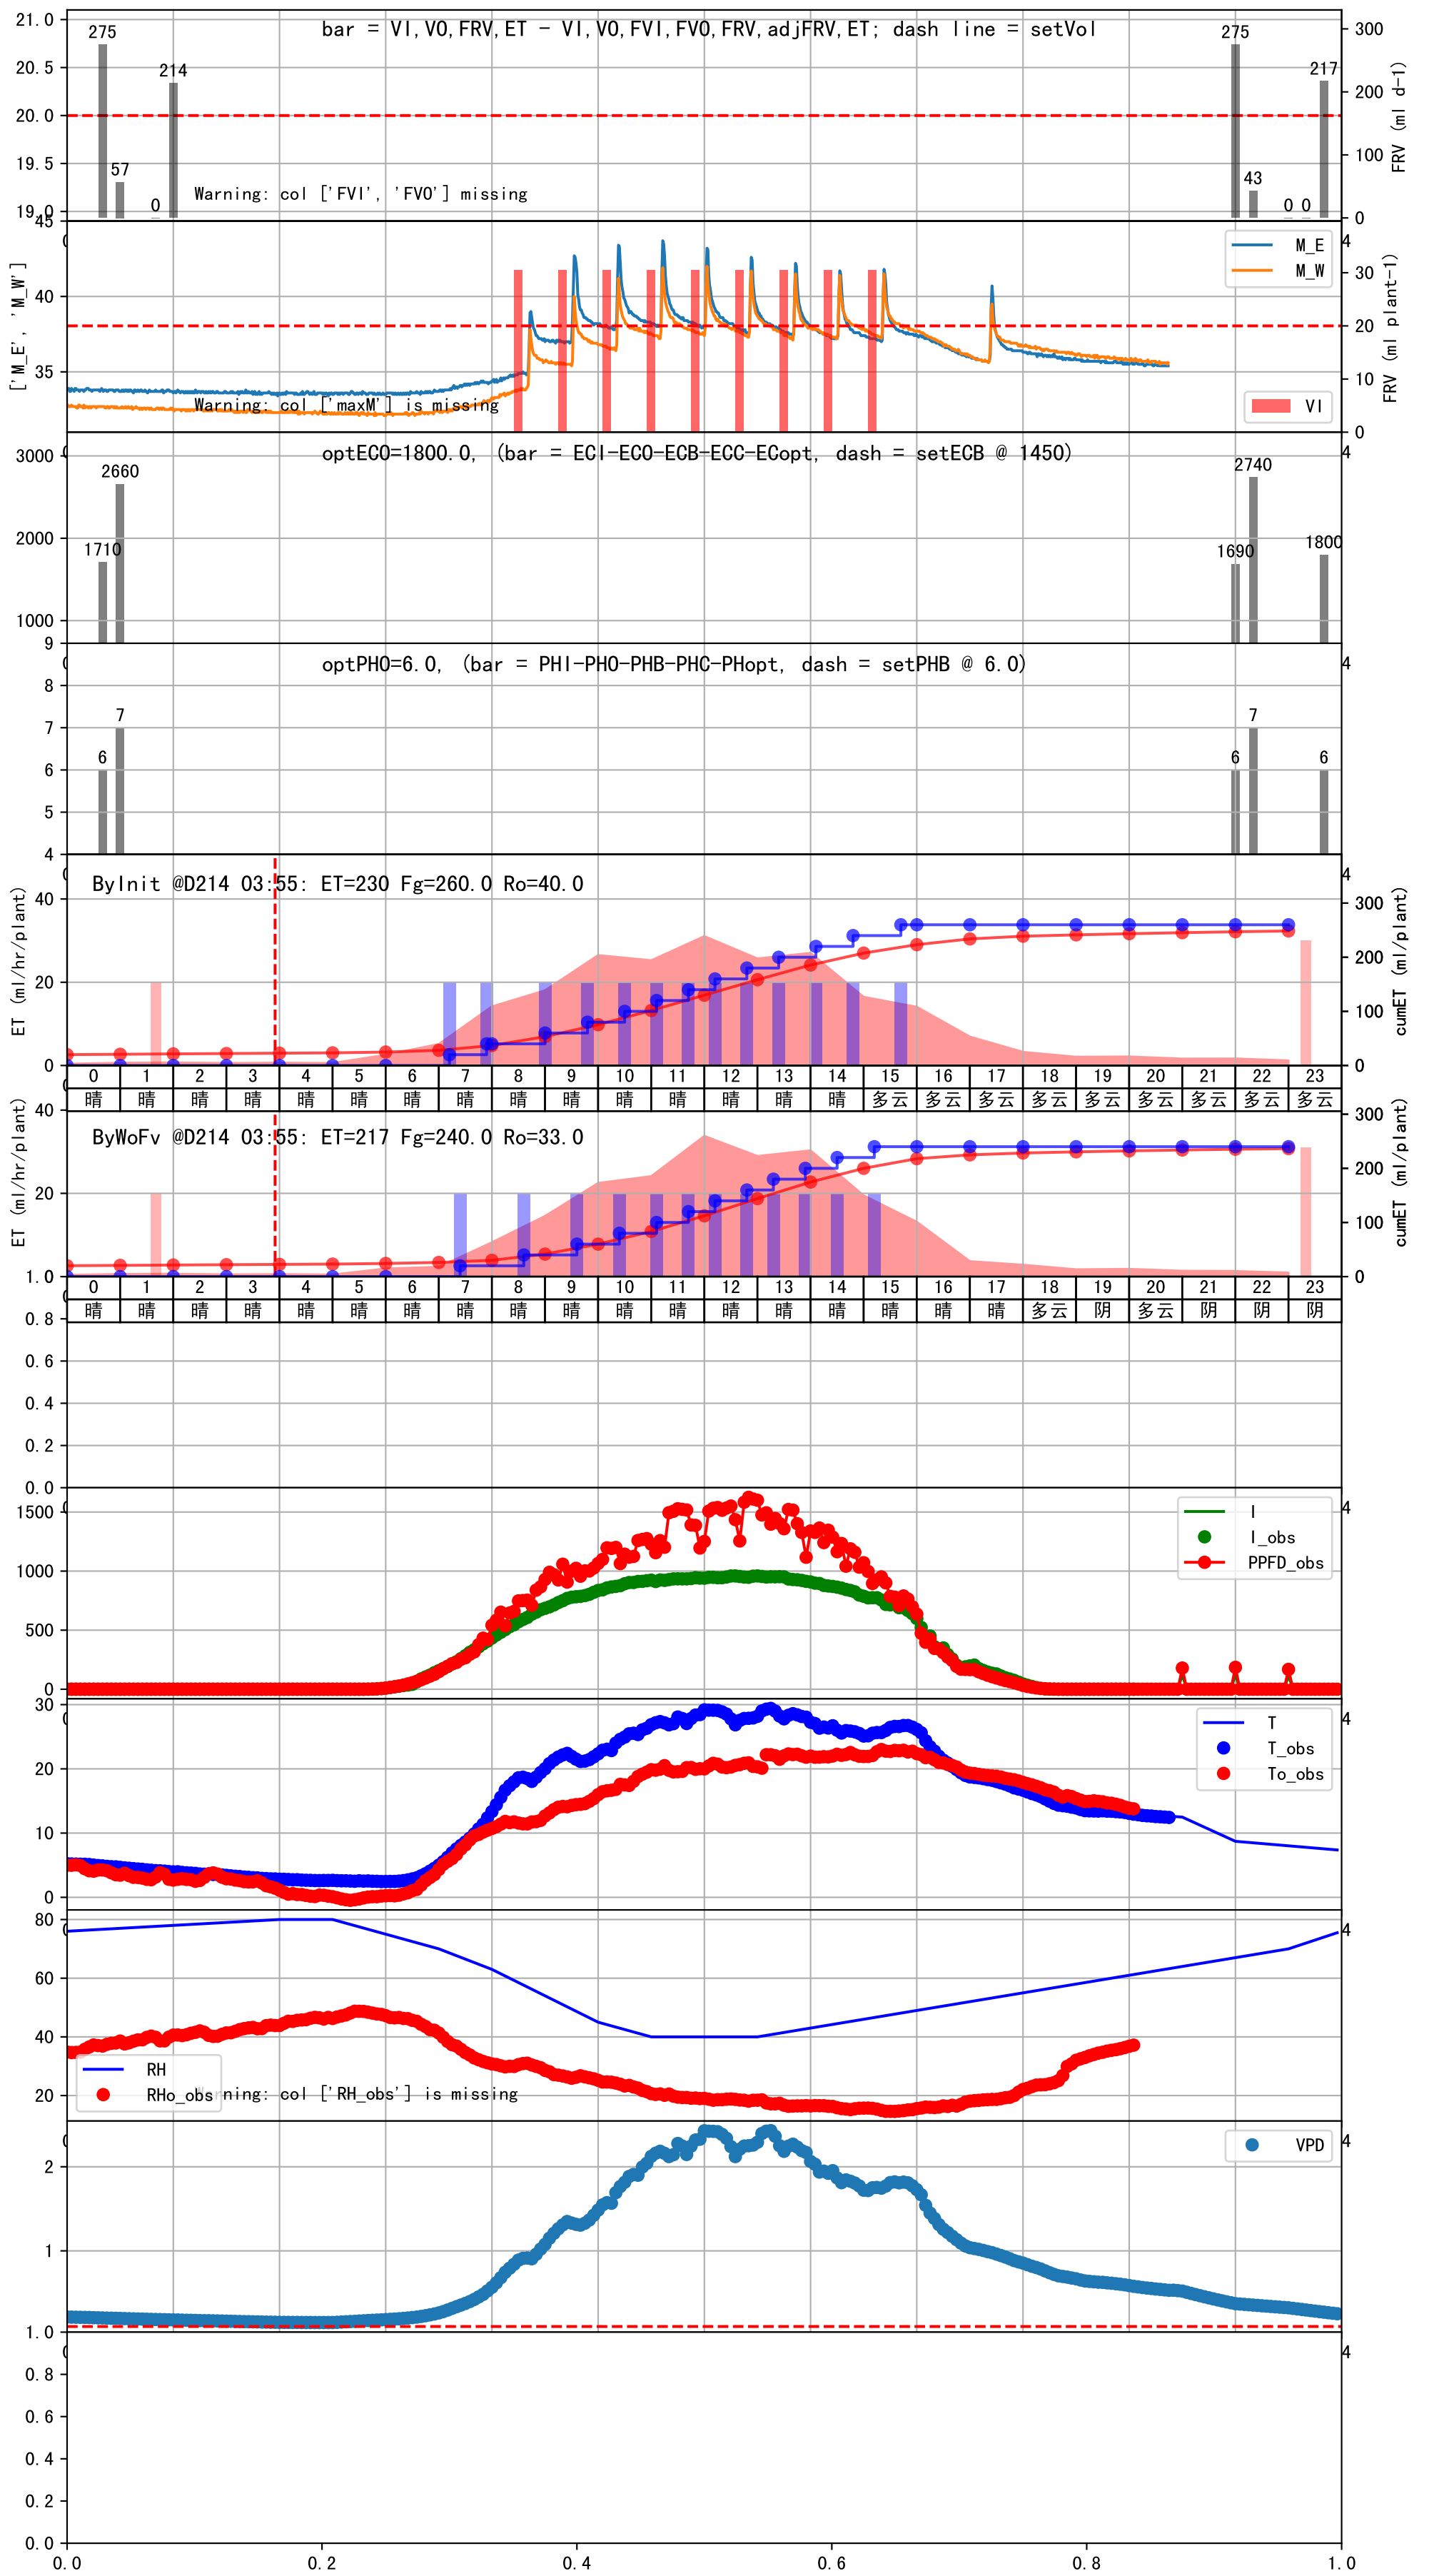 bar = VI,VO,FRV,ET - VI,VO,FVI,FVO,FRV,adjFRV,ET; dash line = setVol
21.0
20.5
20.0
19.5
19.0
275
57
0
214
275
43
0
0
217
300
200
100
0
FRV (ml d-1)
Warning: col ['FVI', 'FVO'] missing
['M_E', 'M_W']
45
40
35
M_E
M_W
VI
4
30
20
10
0
FRV (ml plant-1)
Warning: col ['maxM'] is missing
optECO=1800.0, (bar = ECI-ECO-ECB-ECC-ECopt, dash = setECB @ 1450)
3000
2000
1000
1710
2660
1690
2740
1800
4
optPHO=6.0, (bar = PHI-PHO-PHB-PHC-PHopt, dash = setPHB @ 6.0)
9
8
7
6
5
4
6
7
6
7
6
4
ByInit @D214 03:55: ET=230 Fg=260.0 Ro=40.0
ET (ml/hr/plant)
40
20
0
4
300
200
100
0
cumET (ml/plant)
0 1 2 3 4 5 6 7 8 9 10 11 12 13 14 15 16 17 18 19 20 21 22 23
晴 晴 晴 晴 晴 晴 晴 晴 晴 晴 晴 晴 晴 晴 晴 多云 多云 多云 多云 多云 多云 多云 多云 多云
ByWoFv @D214 03:55: ET=217 Fg=240.0 Ro=33.0
ET (ml/hr/plant)
40
20
300
200
100
0
cumET (ml/plant)
0 1 2 3 4 5 6 7 8 9 10 11 12 13 14 15 16 17 18 19 20 21 22 23
晴 晴 晴 晴 晴 晴 晴 晴 晴 晴 晴 晴 晴 晴 晴 晴 晴 晴 多云 阴 多云 阴 阴 阴
1.0
0.8
0.6
0.4
0.2
0.0
1500
1000
500
0
I
I_obs
PPFD_obs
4
30
20
10
0
T
T_obs
To_obs
4
80
60
40
20
4
RH
RHo_obs
Warning: col ['RH_obs'] is missing
2
1
VPD
4
1.0
0.8
0.6
0.4
0.2
0.0
4
0.0 0.2 0.4 0.6 0.8 1.0